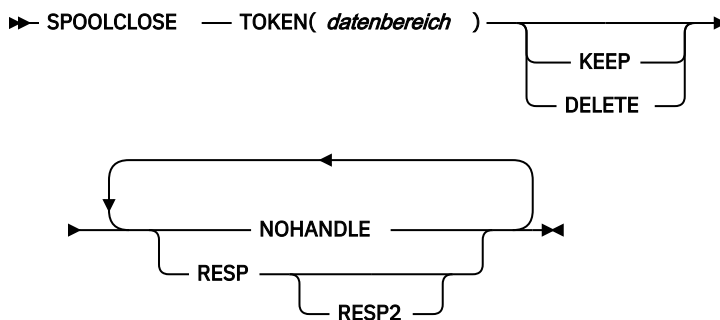 SPOOLCLOSE TOKEN( datenbereich )
KEEP
DELETE
NOHANDLE
RESP
RESP2